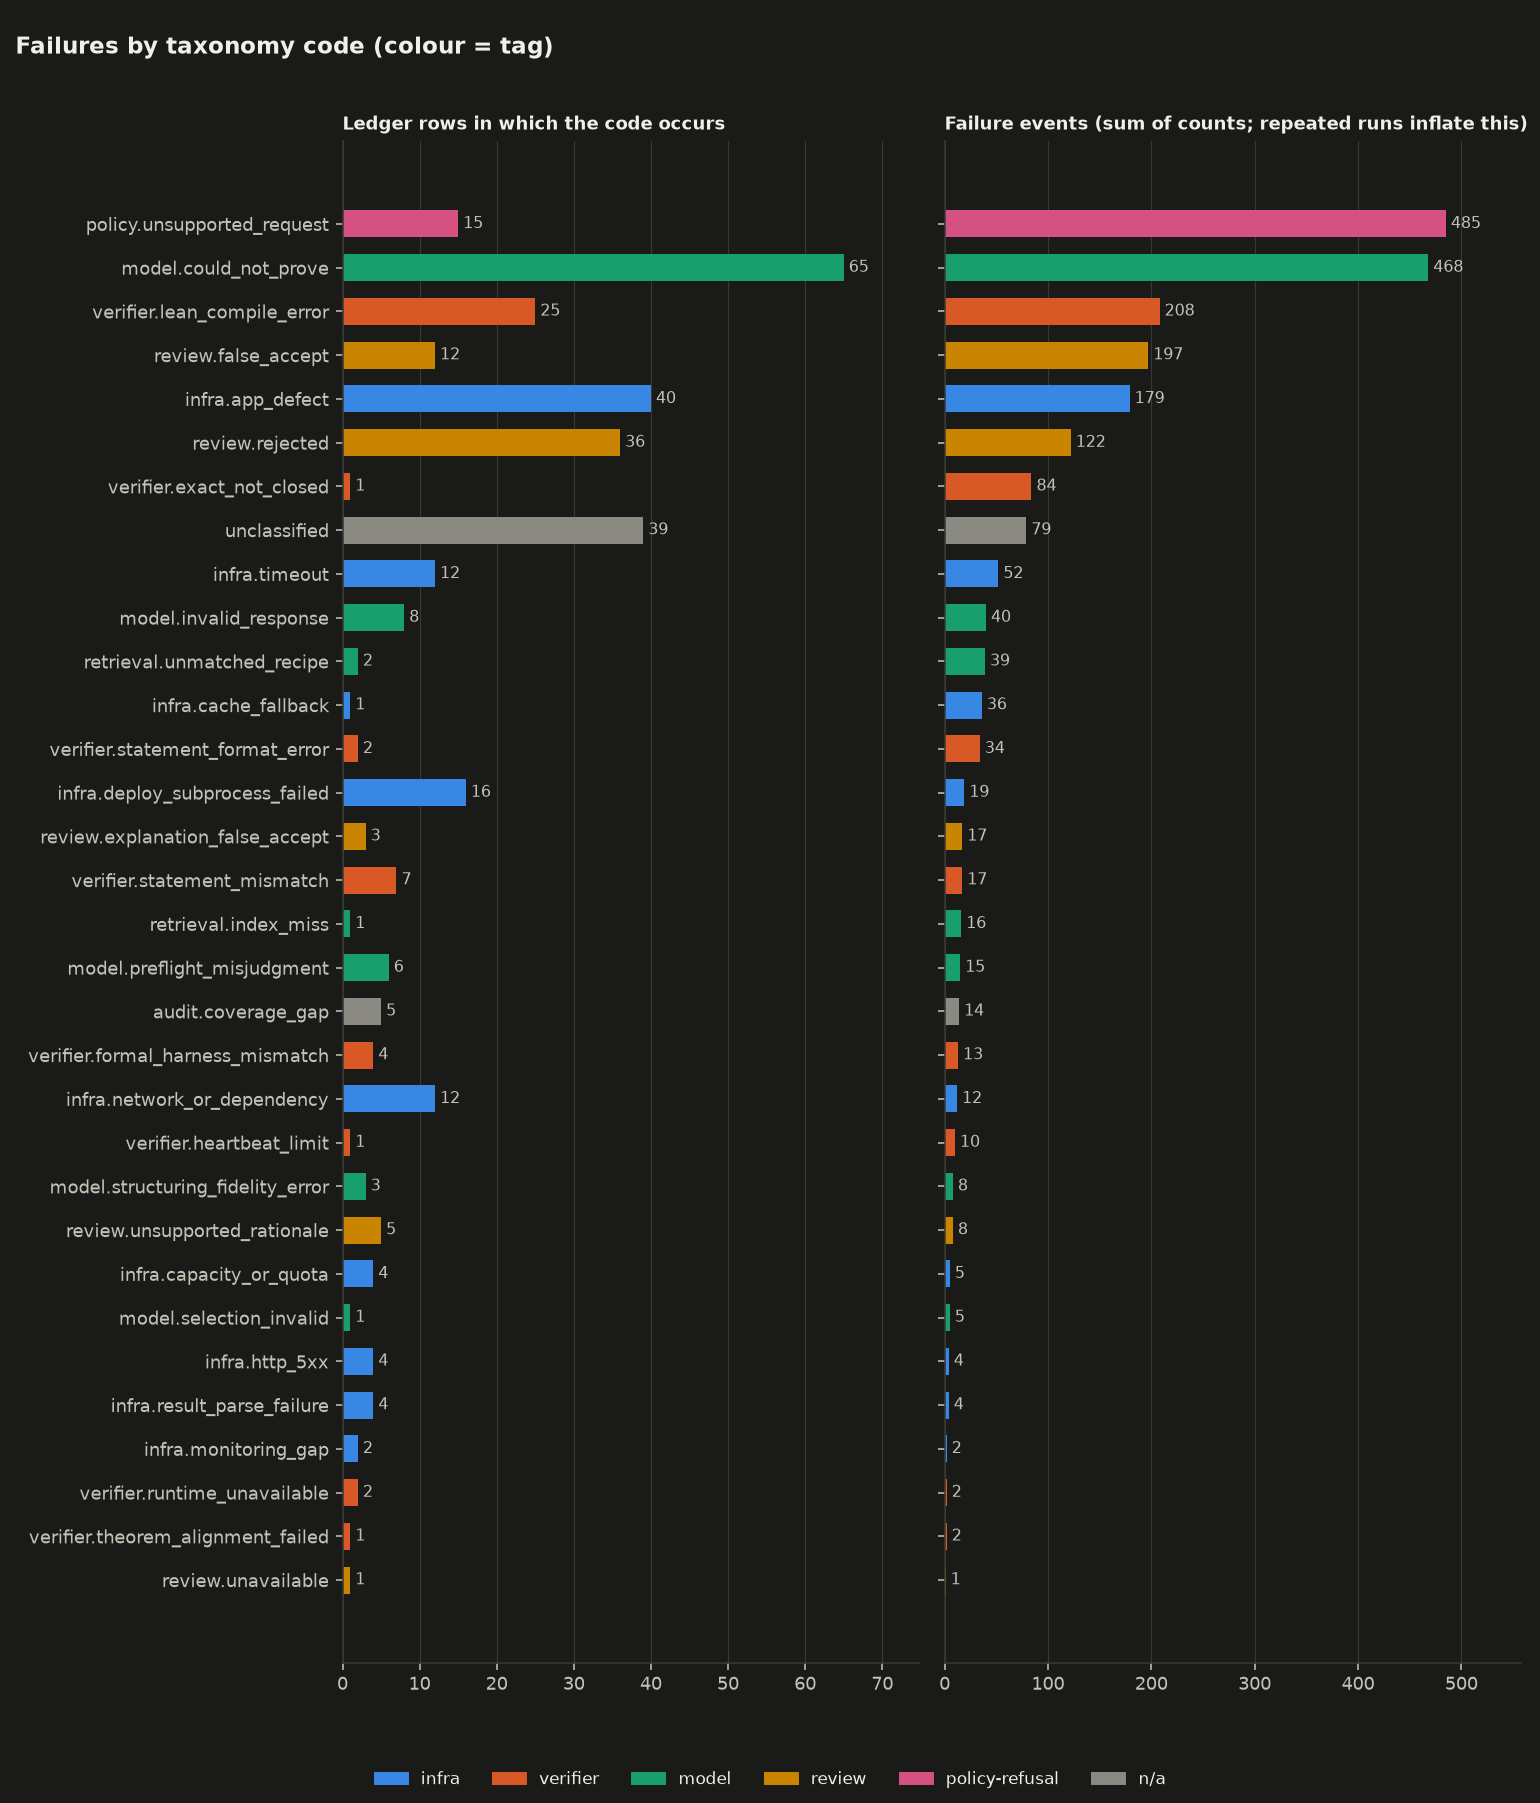 Failures by taxonomy code (colour = tag)
Ledger rows in which the code occurs
Failure events (sum of counts; repeated runs inflate this)
policy.unsupported_request 15 485
model.could_not_prove 65 468
verifier.lean_compile_error 25 208
review.false_accept 12 197
infra.app_defect 40 179
review.rejected 36 122
verifier.exact_not_closed 1 84
unclassified 39 79
infra.timeout 12 52
model.invalid_response 8 40
retrieval.unmatched_recipe 2 39
infra.cache_fallback 1 36
verifier.statement_format_error 2 34
infra.deploy_subprocess_failed 16 19
review.explanation_false_accept 3 17
verifier.statement_mismatch 7 17
retrieval.index_miss 1 16
model.preflight_misjudgment 6 15
audit.coverage_gap 5 14
verifier.formal_harness_mismatch 4 13
infra.network_or_dependency 12 12
verifier.heartbeat_limit 1 10
model.structuring_fidelity_error 3 8
review.unsupported_rationale 5 8
infra.capacity_or_quota 4 5
model.selection_invalid 1 5
infra.http_5xx 4 4
infra.result_parse_failure 4 4
infra.monitoring_gap 2 2
verifier.runtime_unavailable 2 2
verifier.theorem_alignment_failed 1 2
review.unavailable 1 1
0 10 20 30 40 50 60 70
0 100 200 300 400 500
infra verifier model review policy-refusal n/a